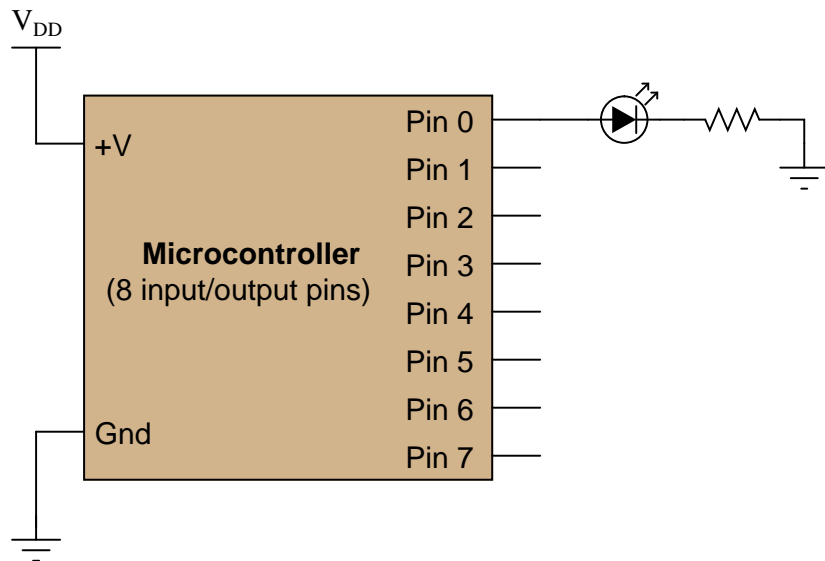 VDD
+V
Pin 0
Pin 1
Pin 2
Microcontroller
Pin 3
(8 input/output pins)
Pin 4
Pin 5
Pin 6
Gnd
Pin 7